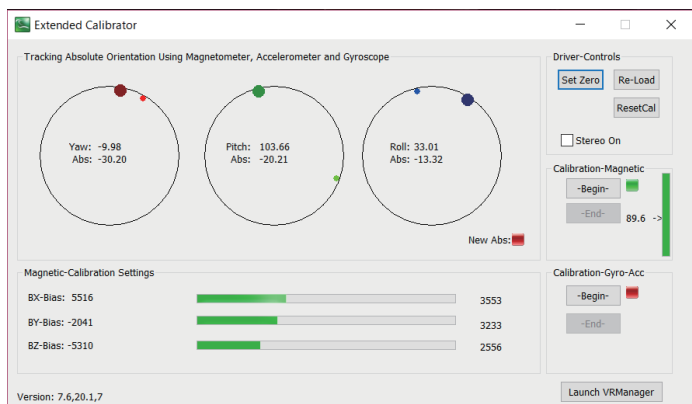 Extended Calibrator
Tracking Absolute Orientation Using Magnetometer, Accelerometer and Gyroscope
Yaw: -9.98
Abs: -30.20
Pitch: 103.66
Abs: -20.21
Roll: 33.01
Abs: -13.32
New Abs:
Driver-Controls
Set Zero
Re-Load
ResetCal
Stereo On
Calibration-Magnetic
-Begin-
-End-
89.6 ->
Magnetic-Calibration Settings
BX-Bias: 5516
3553
BY-Bias: -2041
3233
BZ-Bias: -5310
2556
Calibration-Gyro-Acc
-Begin-
-End-
Version: 7.6,20.1,7
Launch VRManager